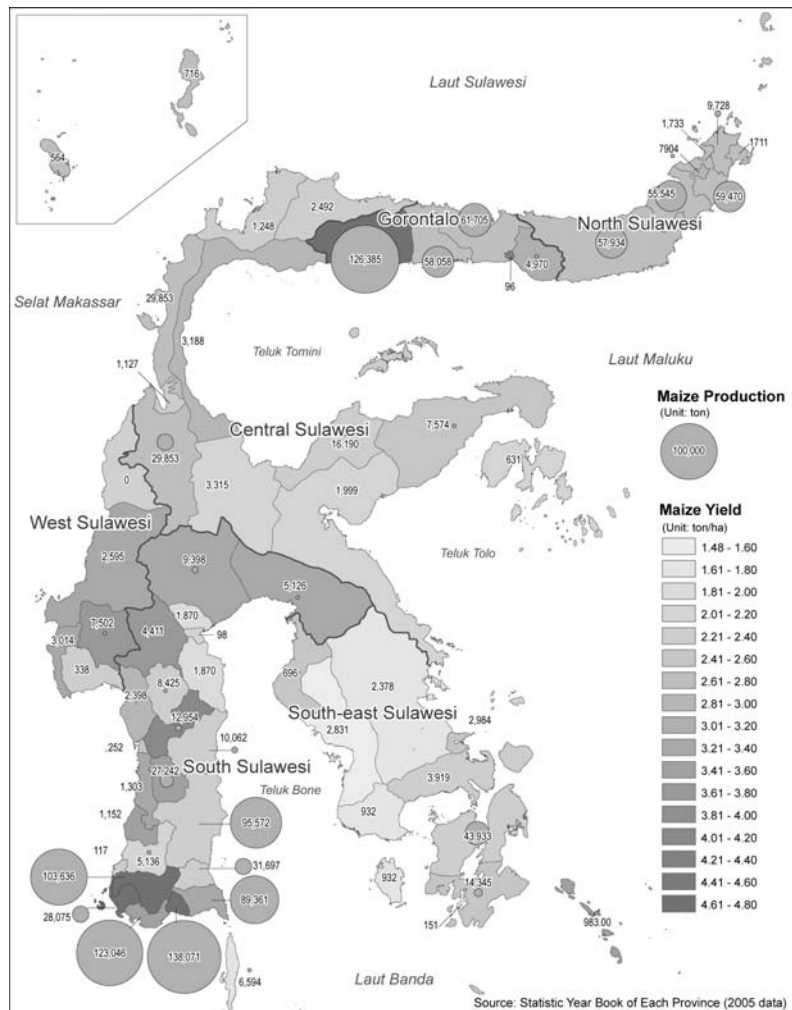 716
564
Laut Sulawesi
9,728
1,733
1711
7904
55,545
59,470
2,492
1,248
Gorontalo
61,705
North Sulawesi
57,934
126,385
58,058
4,970
96
Selat Makassar
29,853
3,188
Teluk Tomini
Laut Maluku
1,127
Maize Production
(Unit: ton)
100,000
Central Sulawesi
7,574
16,190
29,853
631
0
3,315
1,999
Maize Yield
(Unit: ton/ha)
1.48 - 1.60
1.61 - 1.80
1.81 - 2.00
2.01 - 2.20
2.21 - 2.40
2.41 - 2.60
2.61 - 2.80
2.81 - 3.00
3.01 - 3.20
3.21 - 3.40
3.41 - 3.60
3.61 - 3.80
3.81 - 4.00
4.01 - 4.20
4.21 - 4.40
4.41 - 4.60
4.61 - 4.80
West Sulawesi
Teluk Tolo
2,595
9,398
5,126
7,502
4,411
1,870
98
3,014
338
1,870
696
2,378
8,425
2,398
South-east Sulawesi
12,954
2,984
2,831
252
10,062
27,242
South Sulawesi
3,919
1,303
Teluk Bone
932
1,152
95,572
43,933
117
5,136
31,697
103,636
932
14,345
89,361
28,075
151
983.00
123,046
138,071
6,594
Laut Banda
Source: Statistic Year Book of Each Province (2005 data)